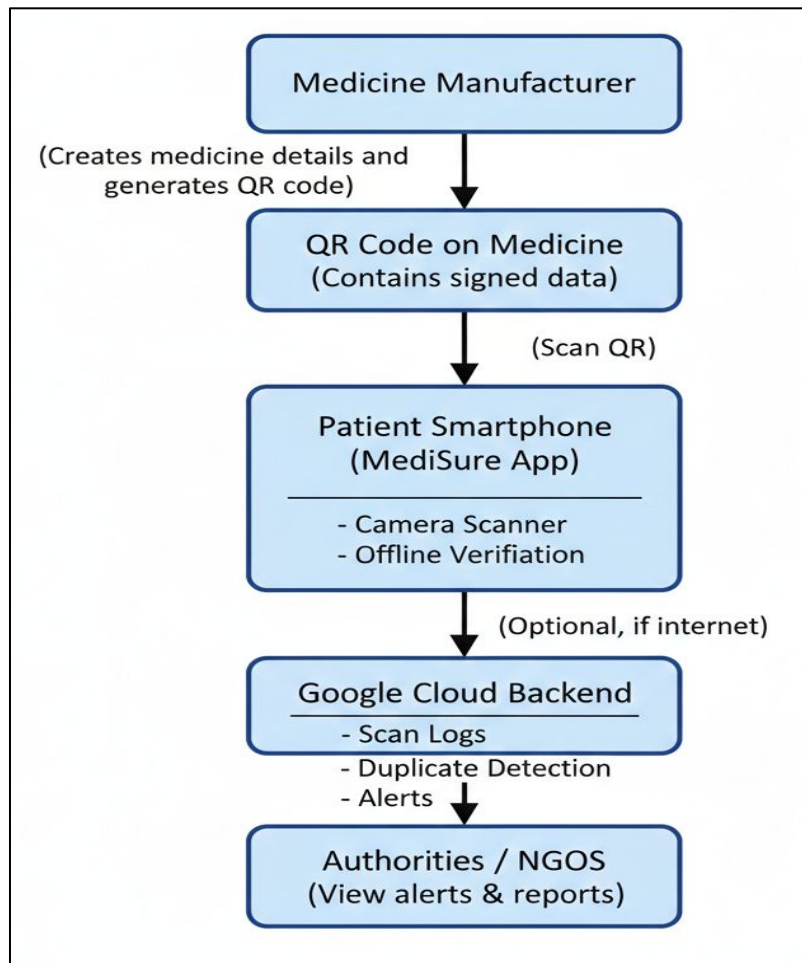 Medicine Manufacturer
(Creates medicine details and
generates QR code)
QR Code on Medicine
(Contains signed data)
(Scan QR)
Patient Smartphone
(MediSure App)
- Camera Scanner
- Offline Verifiation
(Optional, if internet)
Google Cloud Backend
- Scan Logs
- Duplicate Detection
- Alerts
Authorities / NGOS
(View alerts & reports)